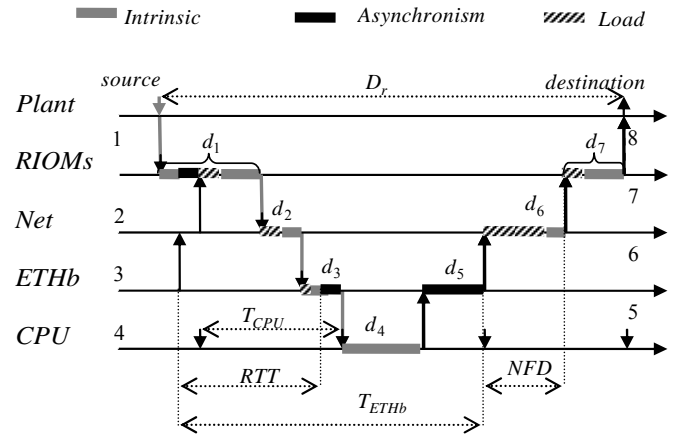 Intrinsic Asynchronism Load
source D_r destination
Plant
1 8
RIOMs d_1 d_7
7
Net 2 d_2 d_6
6
ETHb 3 d_3 d_5
T_CPU 5
CPU 4 d_4
RTT NFD
T_ETHb